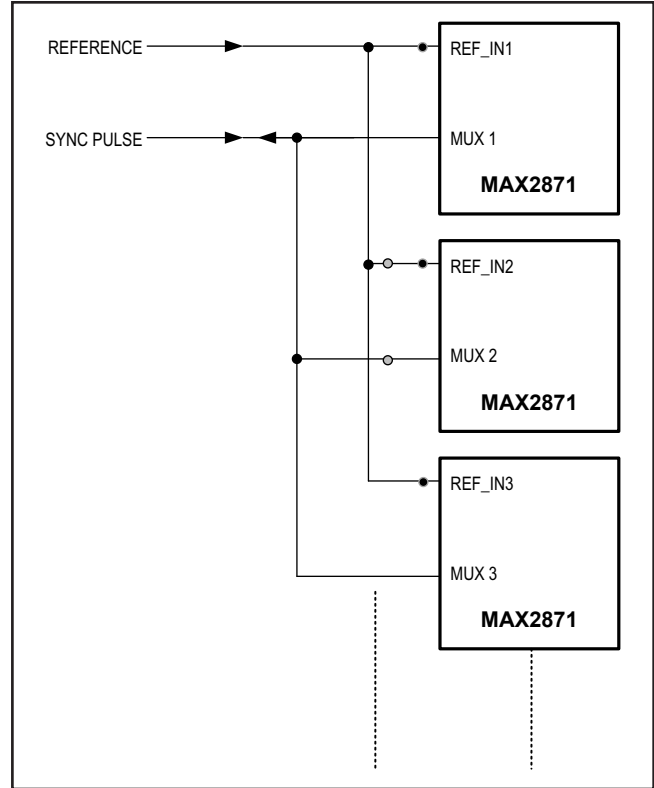 REFERENCE
REF_IN1
SYNC PULSE
MUX 1
MAX2871
REF_IN2
MUX 2
MAX2871
REF_IN3
MUX 3
MAX2871